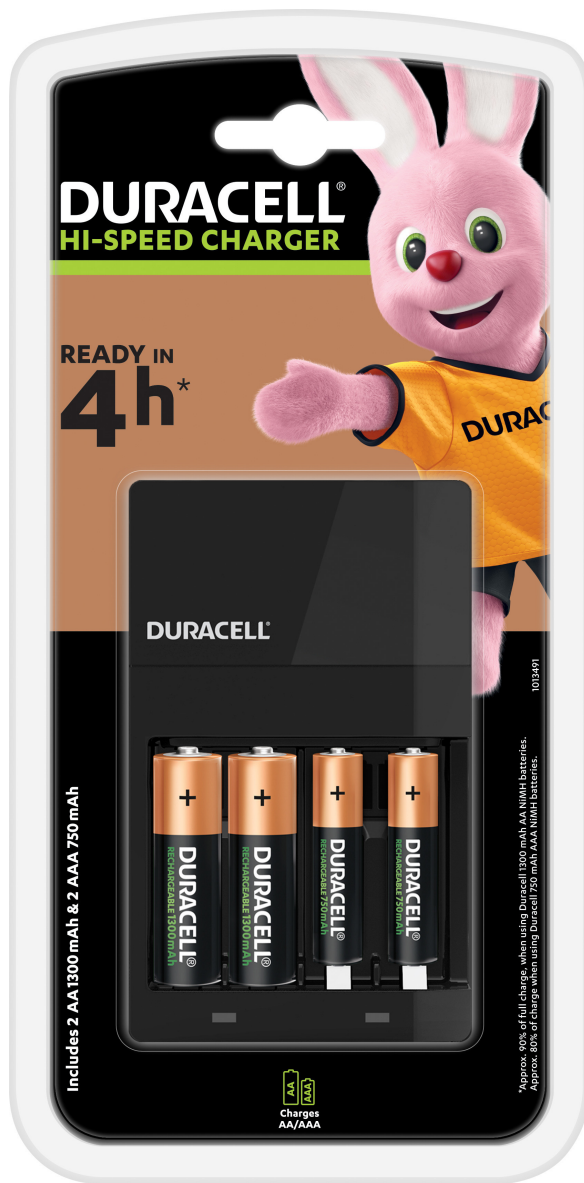 DURACELL®
HI-SPEED CHARGER
READY IN
4h*
DURAC
DURACELL®
1013491
+
+
+
+
DURACELL®
RECHARGEABLE 1300mAh
DURACELL®
RECHARGEABLE 1300mAh
DURACELL®
RECHARGEABLE 750mAh
DURACELL®
RECHARGEABLE 750mAh
Includes 2 AA 1300 mAh & 2 AAA 750 mAh
*Approx. 90% of full charge, when using Duracell 1300 mAh AA NiMH batteries.
Approx. 80% of charge when using Duracell 750 mAh AAA NiMH batteries.
AA
AAA
Charges
AA/AAA